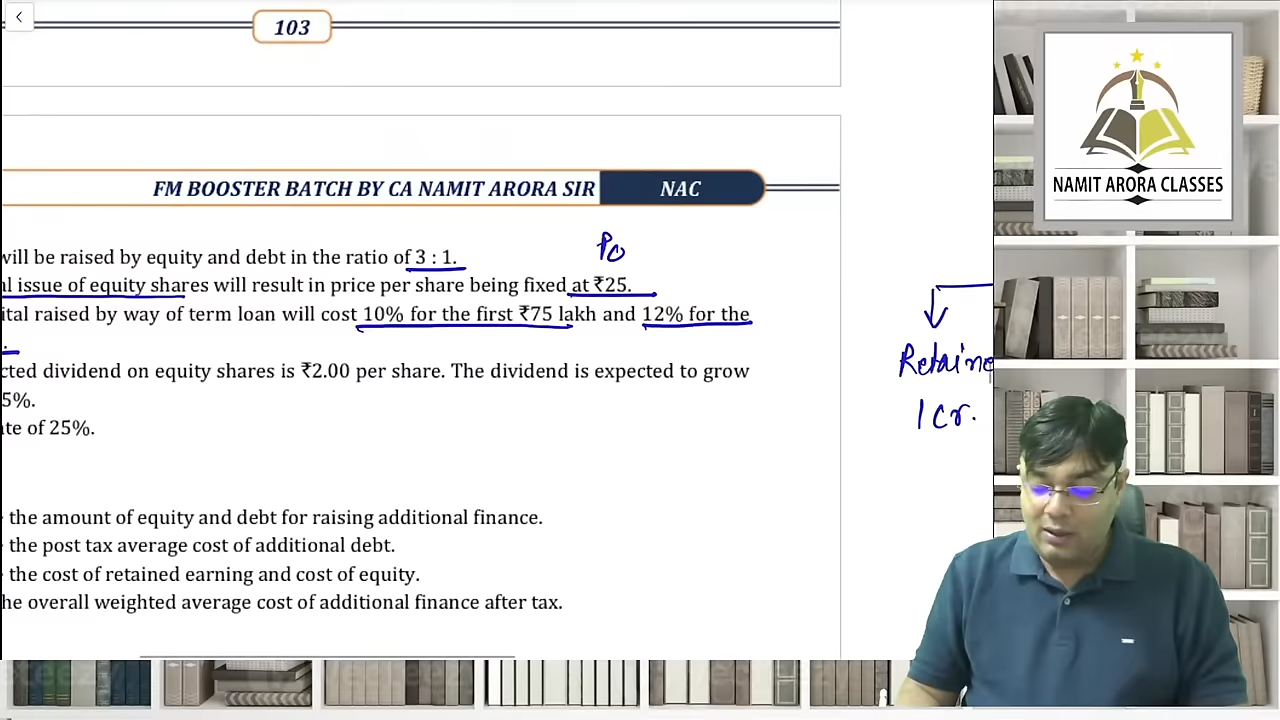 103
FM BOOSTER BATCH BY CA NAMIT ARORA SIR NAC
will be raised by equity and debt in the ratio of 3 : 1.
P0
al issue of equity shares will result in price per share being fixed at ₹25.
ital raised by way of term loan will cost 10% for the first ₹75 lakh and 12% for the
.
cted dividend on equity shares is ₹2.00 per share. The dividend is expected to grow
5%.
ate of 25%.
the amount of equity and debt for raising additional finance.
the post tax average cost of additional debt.
the cost of retained earning and cost of equity.
he overall weighted average cost of additional finance after tax.
Retaine
1 cr.
NAMIT ARORA CLASSES